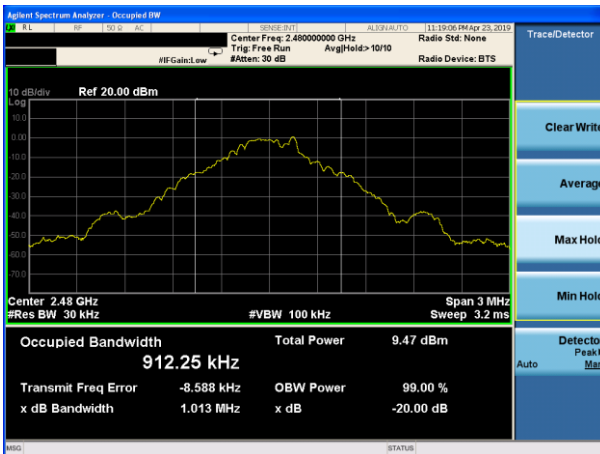 Agilent Spectrum Analyzer - Occupied BW
RL RF 50 Ω AC SENSE:INT ALIGNAUTO 11:19:06 PM Apr 23, 2019
Center Freq: 2.480000000 GHz Radio Std: None Trace/Detector
Trig: Free Run Avg|Hold:> 10/10
#IFGain:Low #Atten: 30 dB Radio Device: BTS
10 dB/div Ref 20.00 dBm
Log
10.0
0.00
-10.0
-20.0
-30.0
-40.0
-50.0
-60.0
-70.0
Clear Write
Average
Max Hold
Min Hold
Center 2.48 GHz Span 3 MHz
#Res BW 30 kHz #VBW 100 kHz Sweep 3.2 ms
Occupied Bandwidth Total Power 9.47 dBm
912.25 kHz
Transmit Freq Error -8.588 kHz OBW Power 99.00 %
x dB Bandwidth 1.013 MHz x dB -20.00 dB
Detecto
Peak
Auto Ma
MSG STATUS